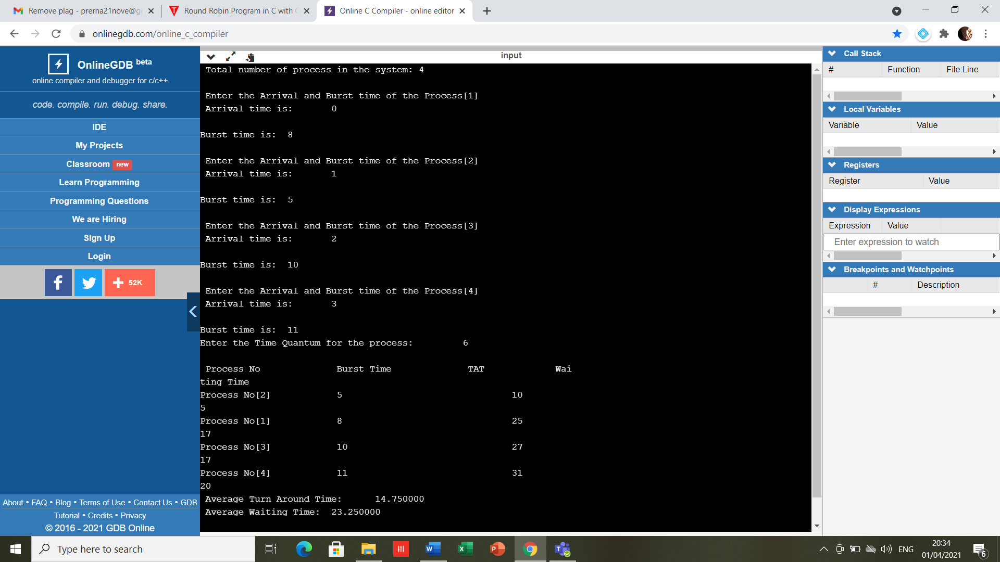 Remove plag - prerna21nove@g
Round Robin Program in C with
Online C Compiler - online editor
onlinegdb.com/online_c_compiler
OnlineGDB beta
online compiler and debugger for c/c++
code. compile. run. debug. share.
IDE
My Projects
Classroom new
Learn Programming
Programming Questions
We are Hiring
Sign Up
Login
52K
About • FAQ • Blog • Terms of Use • Contact Us • GDB
Tutorial • Credits • Privacy
© 2016 - 2021 GDB Online
input
Total number of process in the system: 4
Enter the Arrival and Burst time of the Process[1]
Arrival time is: 0
Burst time is: 8
Enter the Arrival and Burst time of the Process[2]
Arrival time is: 1
Burst time is: 5
Enter the Arrival and Burst time of the Process[3]
Arrival time is: 2
Burst time is: 10
Enter the Arrival and Burst time of the Process[4]
Arrival time is: 3
Burst time is: 11
Enter the Time Quantum for the process: 6
Process No Burst Time TAT Wai
ting Time
Process No[2] 5 10
5
Process No[1] 8 25
17
Process No[3] 10 27
17
Process No[4] 11 31
20
Average Turn Around Time: 14.750000
Average Waiting Time: 23.250000
Call Stack
# Function File:Line
Local Variables
Variable Value
Registers
Register Value
Display Expressions
Expression Value
Enter expression to watch
Breakpoints and Watchpoints
# Description
Type here to search
ENG
20:34
01/04/2021
6